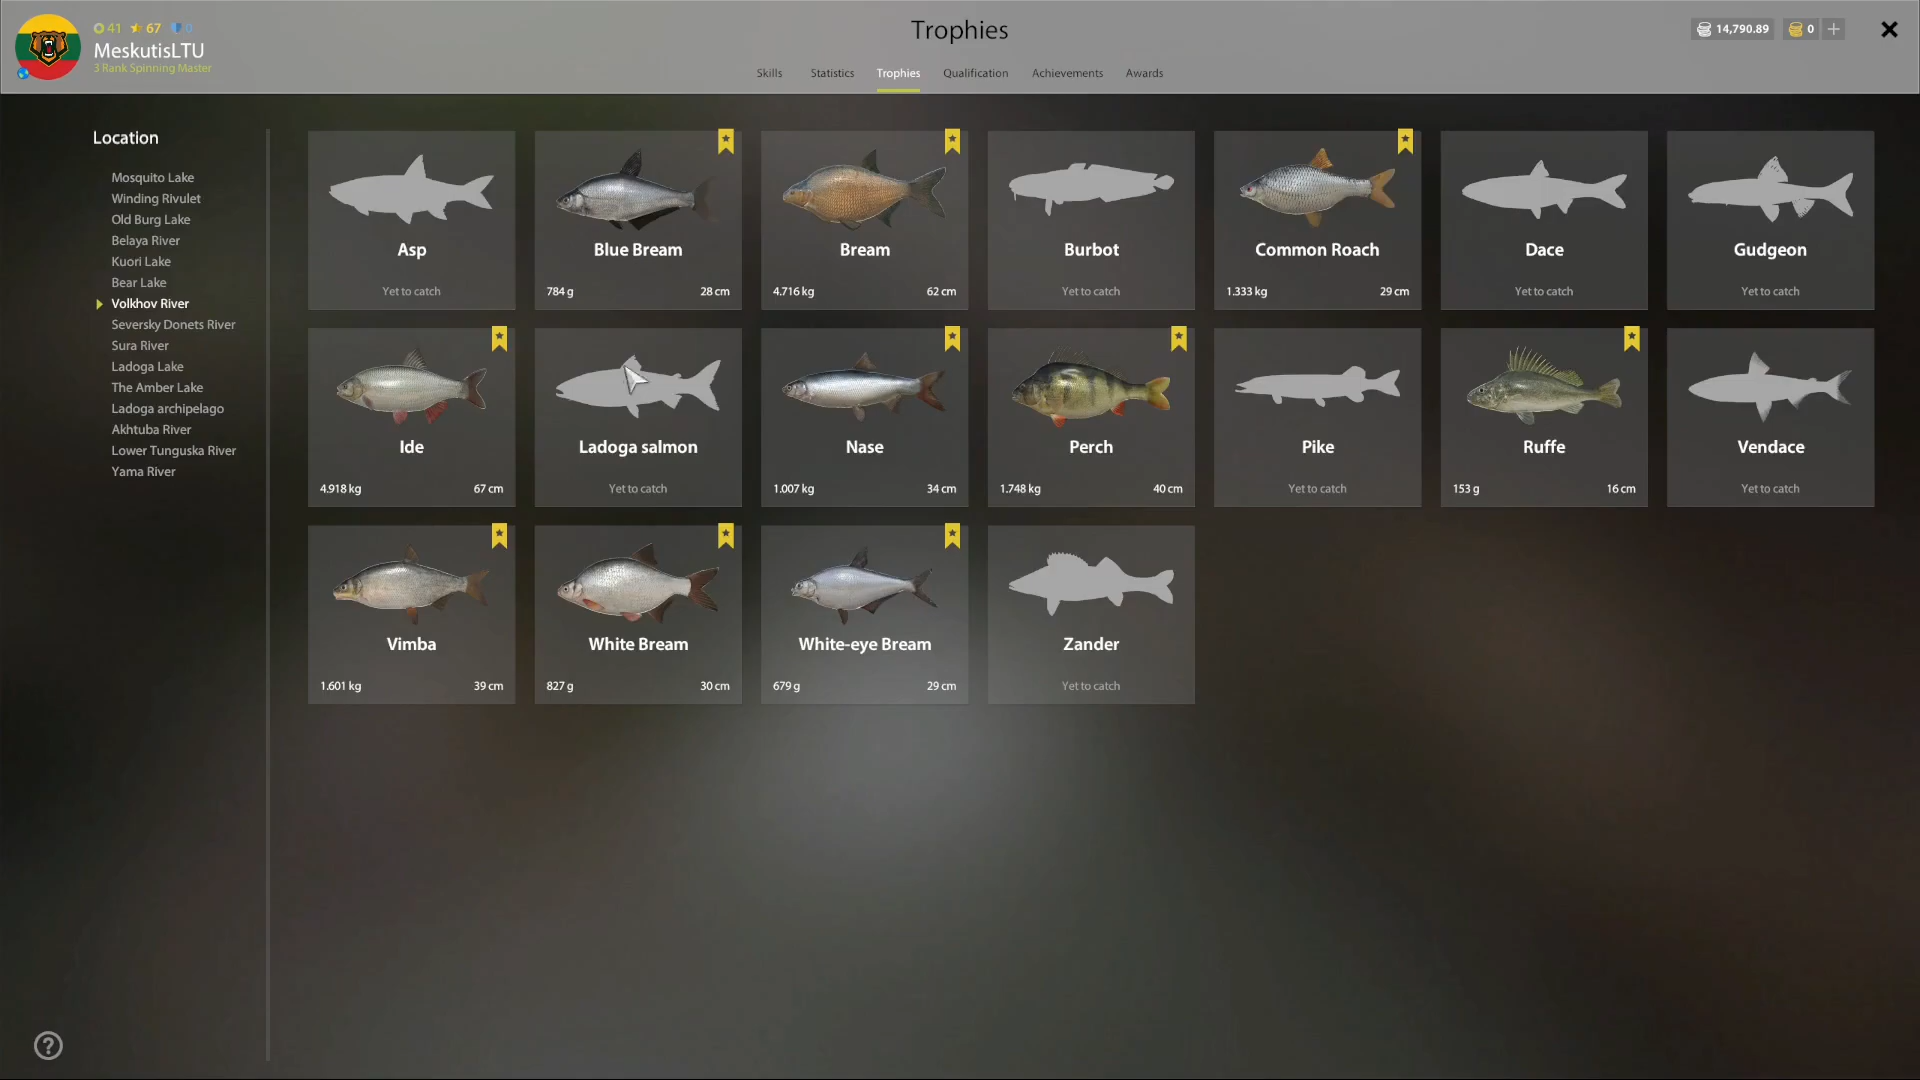 41 67 0
MeskutisLTU
3 Rank Spinning Master
Trophies
14,790.89 0
Skills Statistics Trophies Qualification Achievements Awards
Location
Mosquito Lake
Winding Rivulet
Old Burg Lake
Belaya River
Kuori Lake
Bear Lake
Volkhov River
Seversky Donets River
Sura River
Ladoga Lake
The Amber Lake
Ladoga archipelago
Akhtuba River
Lower Tunguska River
Yama River
Asp Blue Bream Bream Burbot Common Roach Dace Gudgeon
Yet to catch 784 g 28 cm 4.716 kg 62 cm Yet to catch 1.333 kg 29 cm Yet to catch Yet to catch
Ide Ladoga salmon Nase Perch Pike Ruffe Vendace
4.918 kg 67 cm Yet to catch 1.007 kg 34 cm 1.748 kg 40 cm Yet to catch 153 g 16 cm Yet to catch
Vimba White Bream White-eye Bream Zander
1.601 kg 39 cm 827 g 30 cm 679 g 29 cm Yet to catch
?